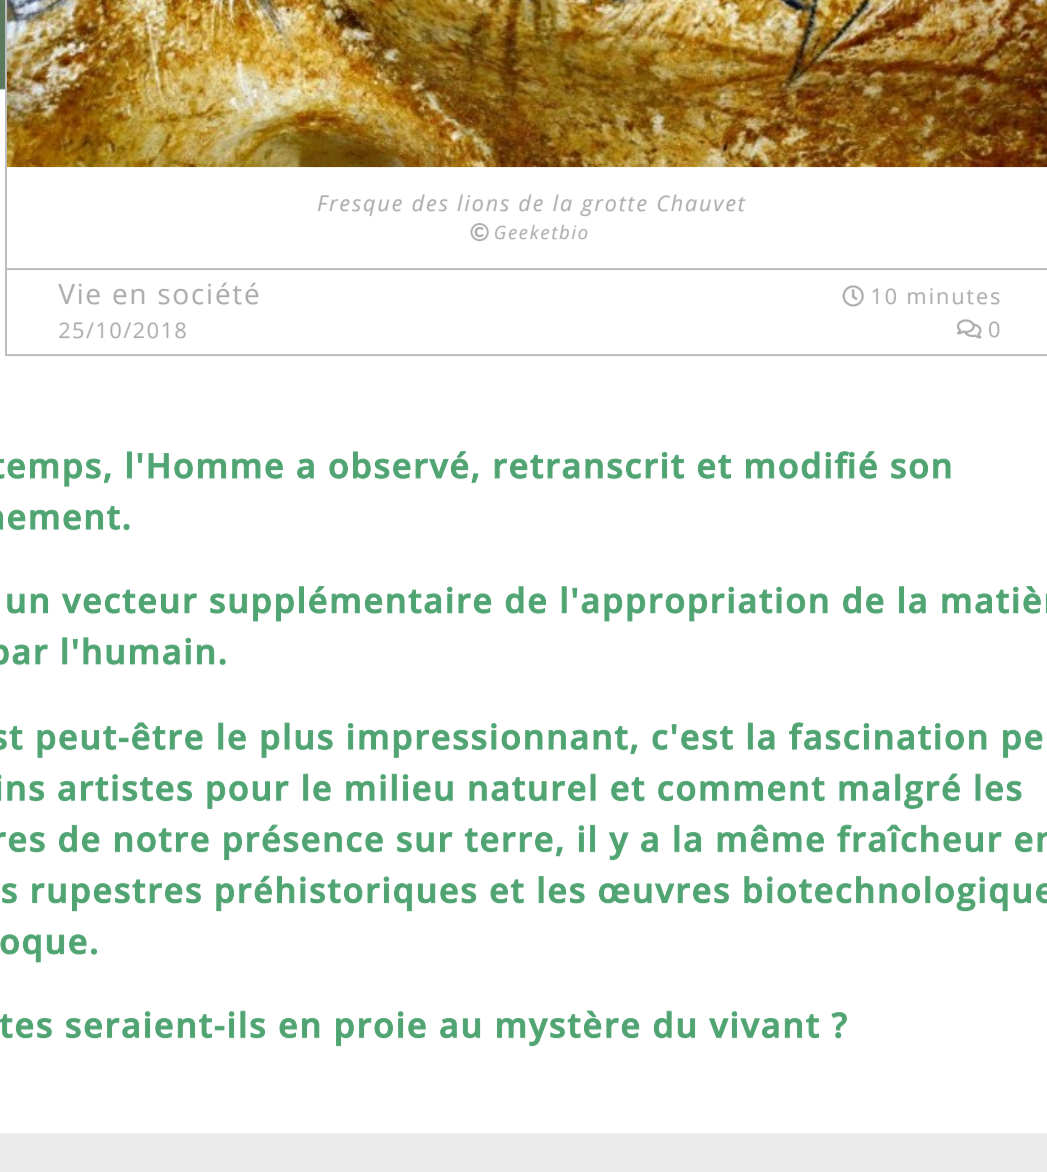 Fresque des lions de la grotte Chauvet
© Geeketbio
Vie en société
10 minutes
25/10/2018
0
temps, l'Homme a observé, retranscrit et modifié son
nement.
un vecteur supplémentaire de l'appropriation de la matiè
par l'humain.
st peut-être le plus impressionnant, c'est la fascination pe
ins artistes pour le milieu naturel et comment malgré les
res de notre présence sur terre, il y a la même fraîcheur en
s rupestres préhistoriques et les œuvres biotechnologique
oque.
tes seraient-ils en proie au mystère du vivant ?